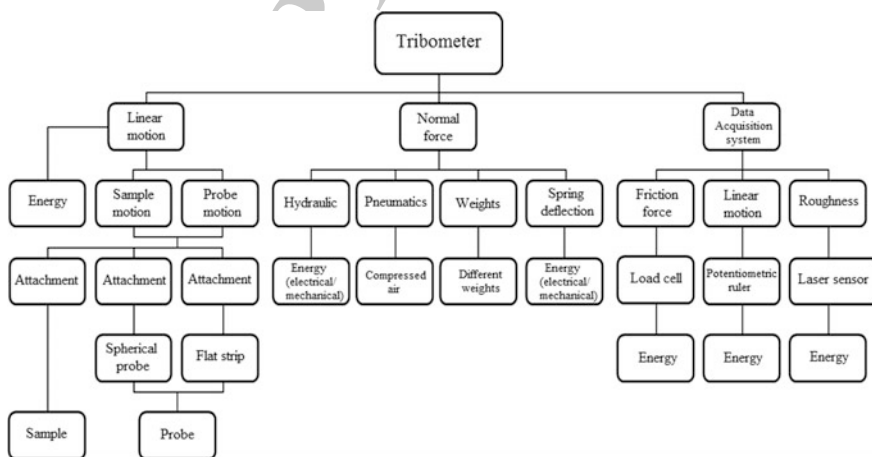 Tribometer
Linear
motion
Normal
force
Data
Acquisition
system
Energy
Sample
motion
Probe
motion
Hydraulic
Pneumatics
Weights
Spring
deflection
Friction
force
Linear
motion
Roughness
Attachment
Attachment
Attachment
Energy
(electrical/
mechanical)
Compressed
air
Different
weights
Energy
(electrical/
mechanical)
Load cell
Potentiometric
ruler
Laser sensor
Spherical
probe
Flat strip
Energy
Energy
Energy
Sample
Probe